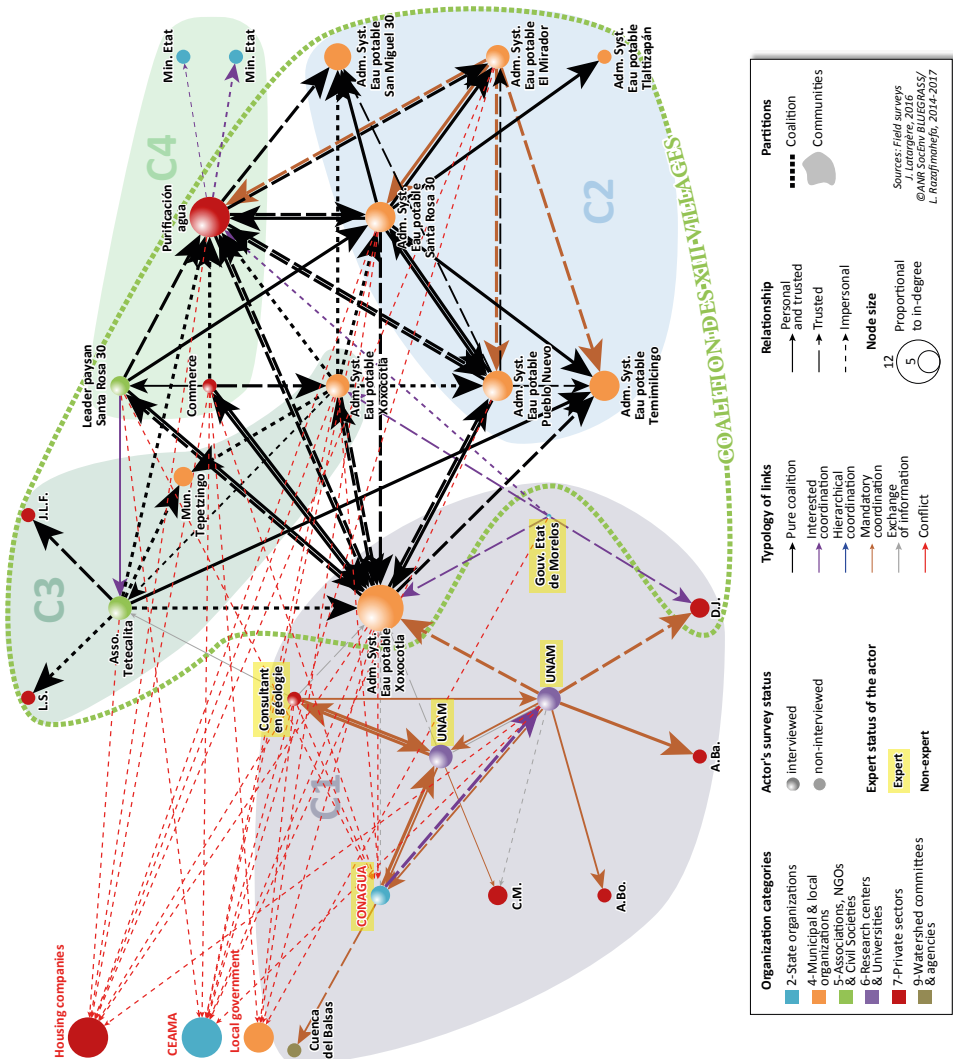 Min. Etat
Min. Etat
Adm. Syst.
Eau potable
San Miguel 30
Adm. Syst.
Eau potable
El Mirador
Adm. Syst.
Eau potable
Tlaltizapán
C4
Purificación
agua
Adm. Syst.
Eau potable
Santa Rosa 30
C2
COALITION DES XIII VILLAGES
Leader paysan
Santa Rosa 30
Commerce
Adm. Syst.
Eau potable
Xoxocotla
Adm. Syst.
Eau potable
Pueblo Nuevo
Adm. Syst.
Eau potable
Temimilcingo
J.L.F.
Mun.
Tepetzingo
C3
L.S.
Asso.
Tetecalita
Adm. Syst.
Eau potable
Xoxocotla
Gouv. Etat
de Morelos
D.J.
Consultant
en géologie
UNAM
UNAM
A.Ba.
C1
CONAGUA
C.M.
A.Bo.
Housing companies
CEAMA
Local government
Cuenca
del Balsas
Organization categories
2-State organizations
4-Municipal & local
organizations
5-Associations, NGOs
& Civil Societies
6-Research centers
& Universities
7-Private sectors
9-Watershed committees
& agencies
Actor's survey status
interviewed
non-interviewed
Expert status of the actor
Expert
Non-expert
Typology of links
Pure coalition
Interested
coordination
Hierarchical
coordination
Mandatory
coordination
Exchange
of information
Conflict
Relationship
Personal
and trusted
Trusted
Impersonal
Node size
12
5
Proportional
to in-degree
Partitions
Coalition
Communities
Sources: Field surveys
J. Latargère, 2016
©ANR SocEnv BLUEGRASS/
L. Razafimahefa, 2014-2017